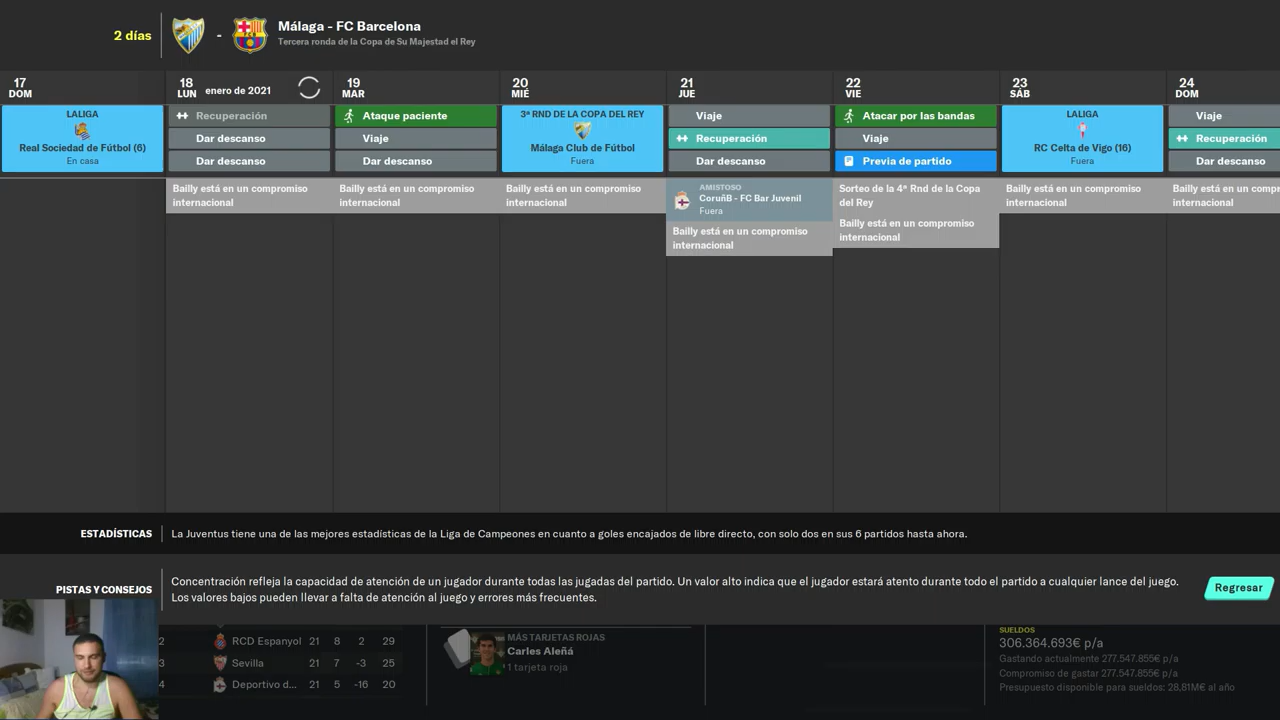 2 días
-
Málaga - FC Barcelona
Tercera ronda de la Copa de Su Majestad el Rey
17
DOM
18
LUN
enero de 2021
19
MAR
20
MIÉ
21
JUE
22
VIE
23
SÁB
24
DOM
LALIGA
Real Sociedad de Fútbol (6)
En casa
Recuperación
Dar descanso
Dar descanso
Ataque paciente
Viaje
Dar descanso
3ª RND DE LA COPA DEL REY
Málaga Club de Fútbol
Fuera
Viaje
Recuperación
Dar descanso
Atacar por las bandas
Viaje
Previa de partido
LALIGA
RC Celta de Vigo (16)
Fuera
Viaje
Recuperación
Dar descanso
Bailly está en un compromiso
internacional
Bailly está en un compromiso
internacional
Bailly está en un compromiso
internacional
AMISTOSO
CoruñB - FC Bar Juvenil
Fuera
Bailly está en un compromiso
internacional
Sorteo de la 4ª Rnd de la Copa
del Rey
Bailly está en un compromiso
internacional
Bailly está en un compromiso
internacional
Bailly está en un comp
internacional
ESTADÍSTICAS
La Juventus tiene una de las mejores estadísticas de la Liga de Campeones en cuanto a goles encajados de libre directo, con solo dos en sus 6 partidos hasta ahora.
PISTAS Y CONSEJOS
Concentración refleja la capacidad de atención de un jugador durante todas las jugadas del partido. Un valor alto indica que el jugador estará atento durante todo el partido a cualquier lance del juego.
Los valores bajos pueden llevar a falta de atención al juego y errores más frecuentes.
Regresar
2 RCD Espanyol 21 8 2 29
3 Sevilla 21 7 -3 25
4 Deportivo d... 21 5 -16 20
MÁS TARJETAS ROJAS
Carles Aleñá
1 tarjeta roja
SUELDOS
306.364.693€ p/a
Gastando actualmente 277.547.855€ p/a
Compromiso de gastar 277.547.855€ p/a
Presupuesto disponible para sueldos: 28,81M€ al año